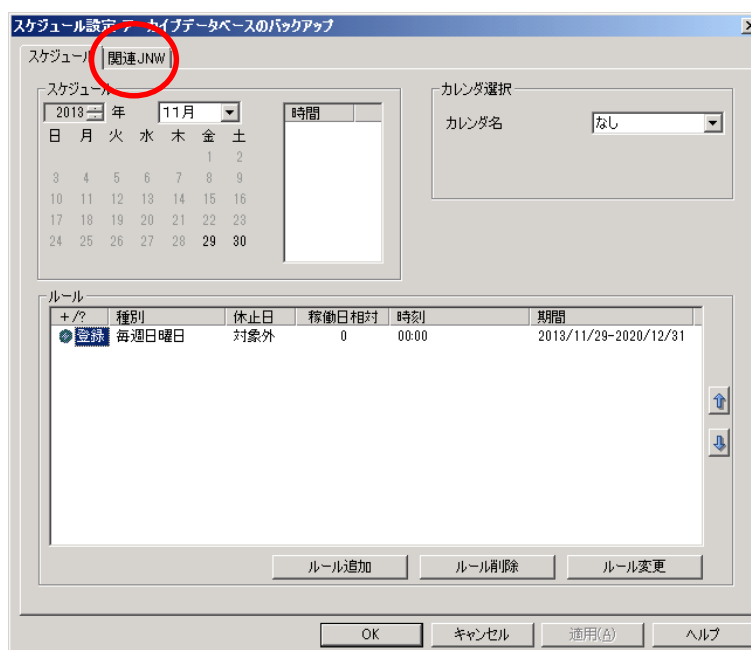 スケジュール設定-アーカイブデータベースのバックアップ
スケジュール 関連JNW
スケジュール
2013 年 11月
日 月 火 水 木 金 土
1 2
3 4 5 6 7 8 9
10 11 12 13 14 15 16
17 18 19 20 21 22 23
24 25 26 27 28 29 30
時間
カレンダ選択
カレンダ名 なし
ルール
+/? 種別 休止日 稼働日相対 時刻 期間
登録 毎週日曜日 対象外 0 00:00 2013/11/29-2020/12/31
ルール追加 ルール削除 ルール変更
OK キャンセル 適用(A) ヘルプ